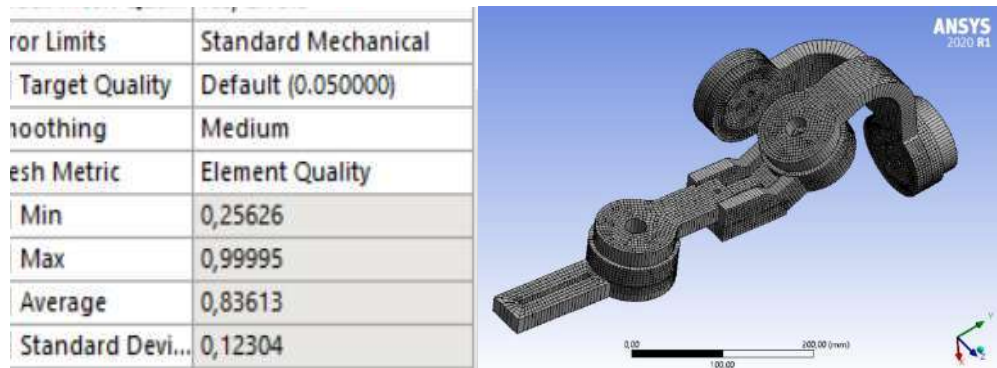 ror Limits Standard Mechanical
Target Quality Default (0.050000)
noothing Medium
esh Metric Element Quality
Min 0,25626
Max 0,99995
Average 0,83613
Standard Devi... 0,12304
ANSYS
2020 R1
0,00 200,00 (mm)
100,00
Y
X
Z